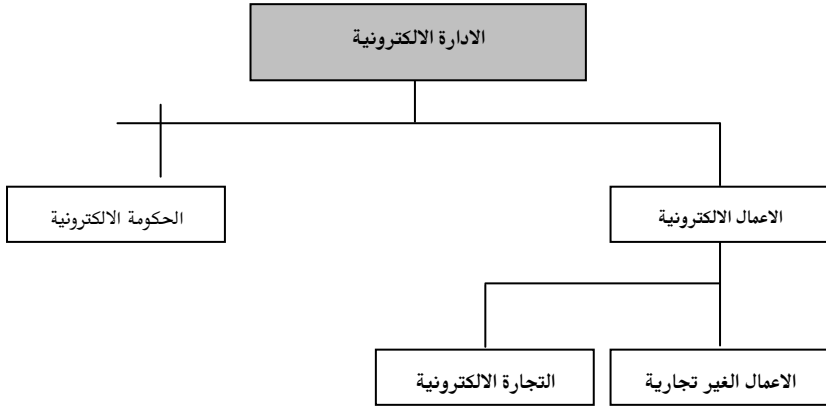 الادارة الالكترونية
الاعمال الالكترونية
الحكومة الالكترونية
الاعمال الغير تجارية
التجارة الالكترونية